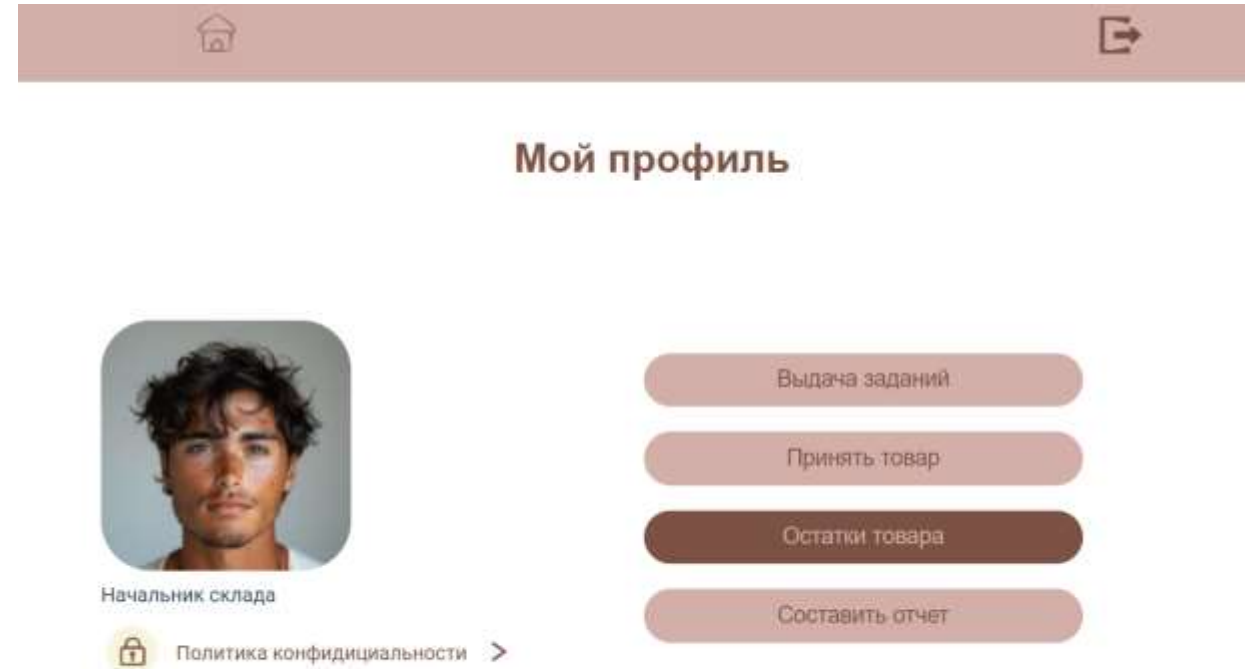 Мой профиль
Выдача заданий
Принять товар
Остатки товара
Начальник склада
Составить отчет
Политика конфидициальности